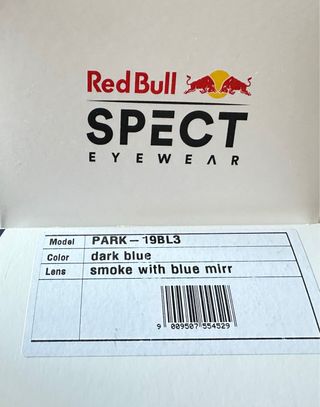 Red Bull
SPECT
EYEWEAR
Model PARK-19BL3
Color dark blue
Lens smoke with blue mirr
9 009507 554529